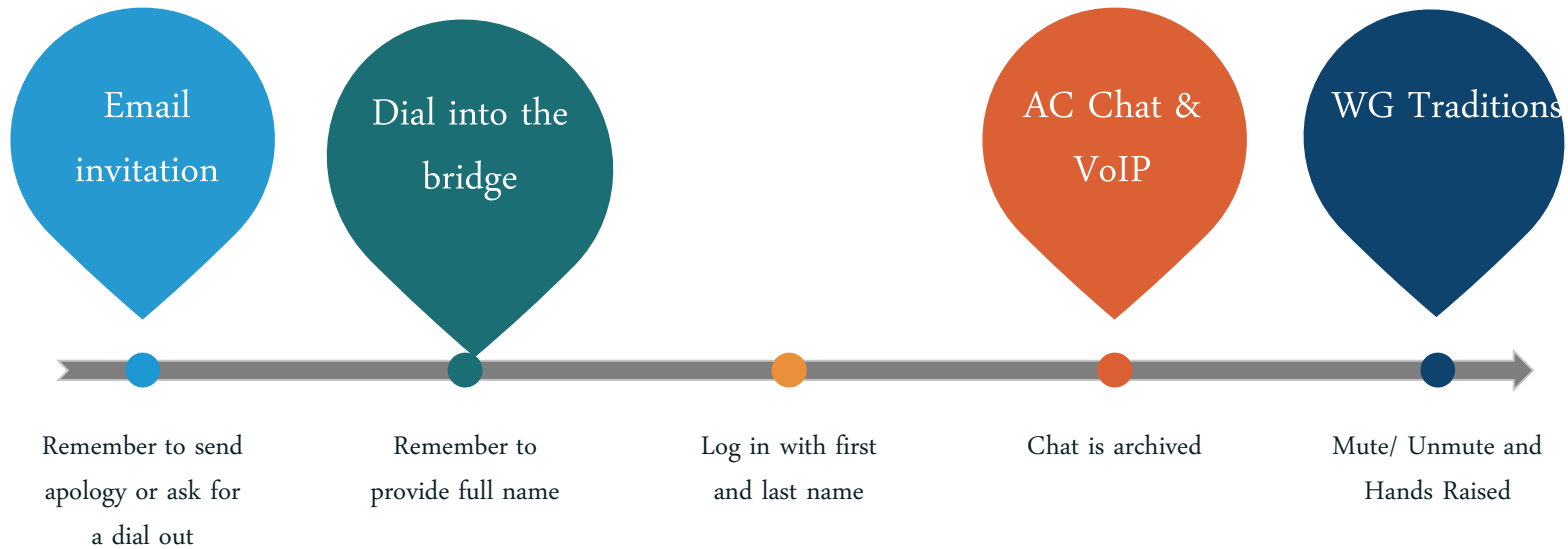 Email
invitation
Dial into the
bridge
AC Chat &
VoIP
WG Traditions
Remember to send
apology or ask for
a dial out
Remember to
provide full name
Log in with first
and last name
Chat is archived
Mute/ Unmute and
Hands Raised